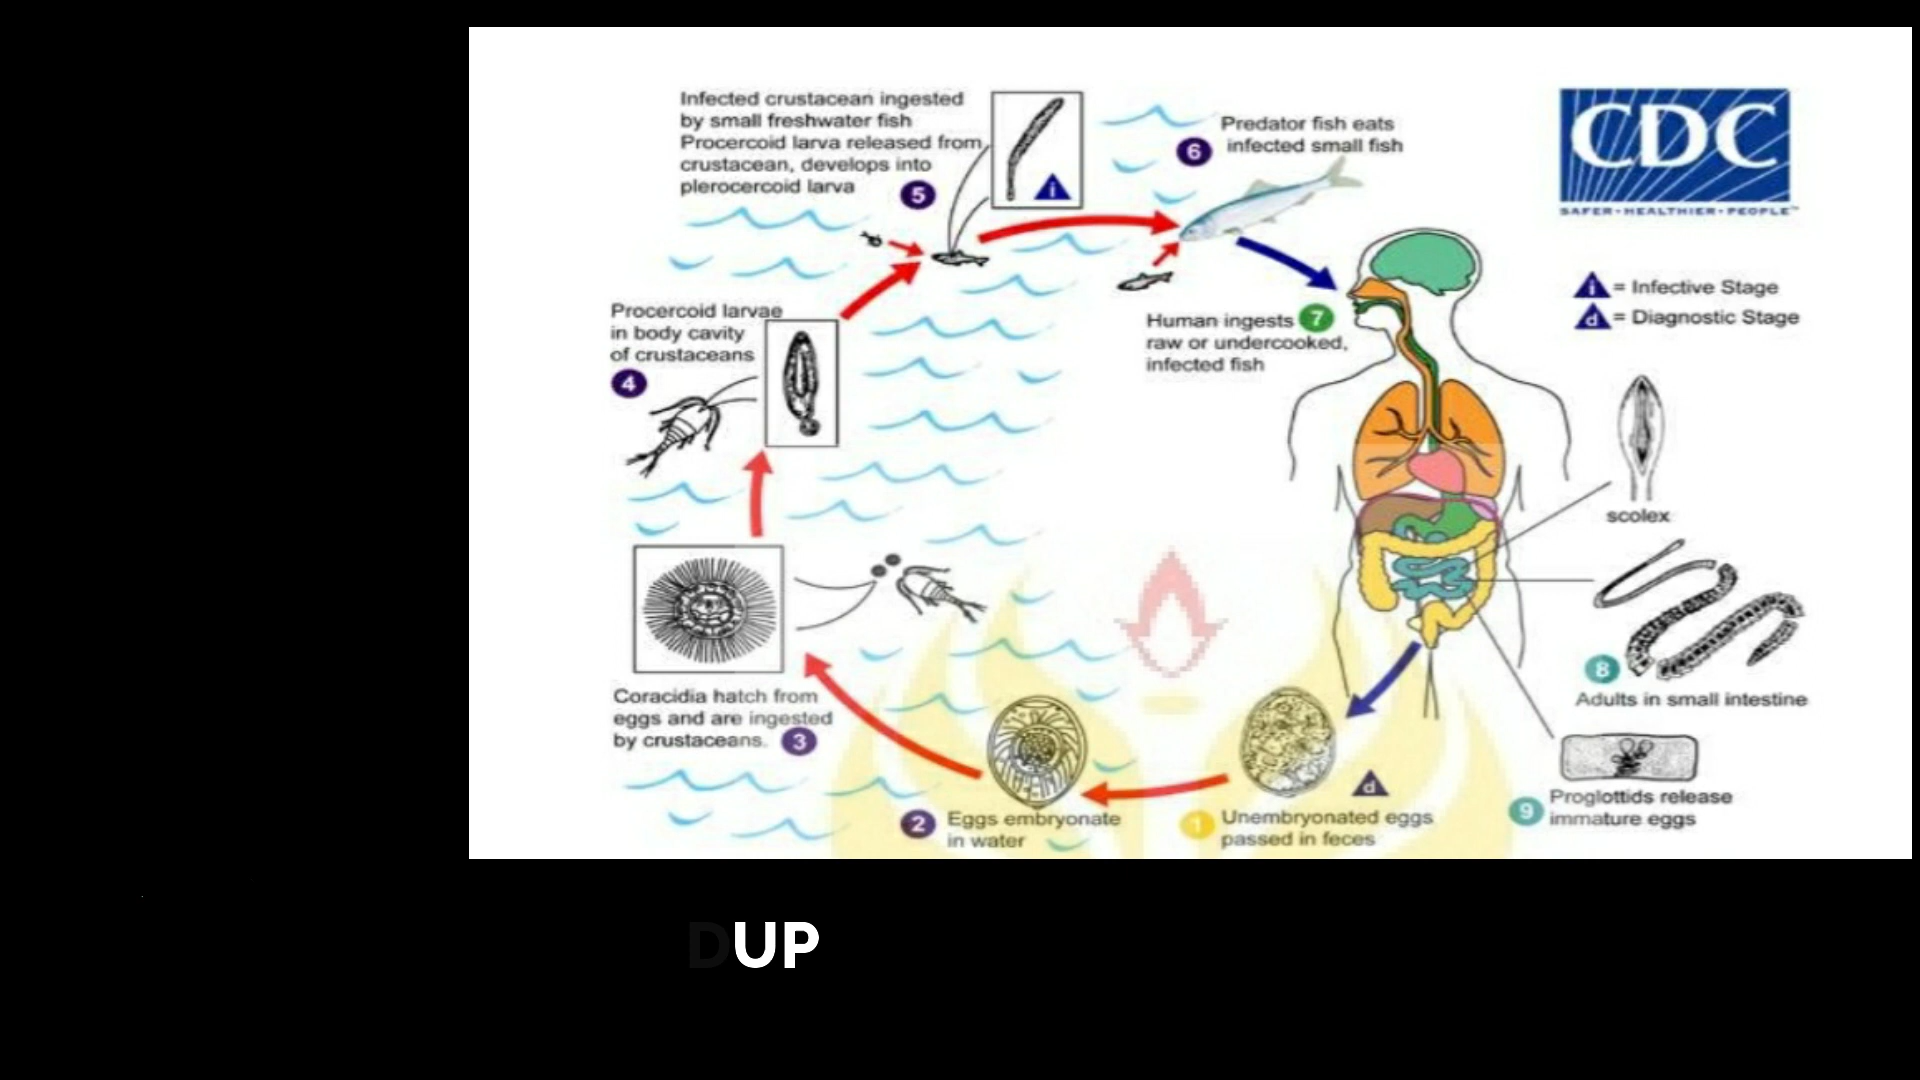 Infected crustacean ingested
by small freshwater fish
Procercoid larva released from
crustacean, develops into
plerocercoid larva
5
i
6
Predator fish eats
infected small fish
CDC
SAFER•HEALTHIER•PEOPLE™
i = Infective Stage
d = Diagnostic Stage
Procercoid larvae
in body cavity
of crustaceans
4
Human ingests 7
raw or undercooked,
infected fish
scolex
8
Adults in small intestine
Coracidia hatch from
eggs and are ingested
by crustaceans. 3
2 Eggs embryonate
in water
d
1 Unembryonated eggs
passed in feces
9 Proglottids release
immature eggs
DUP